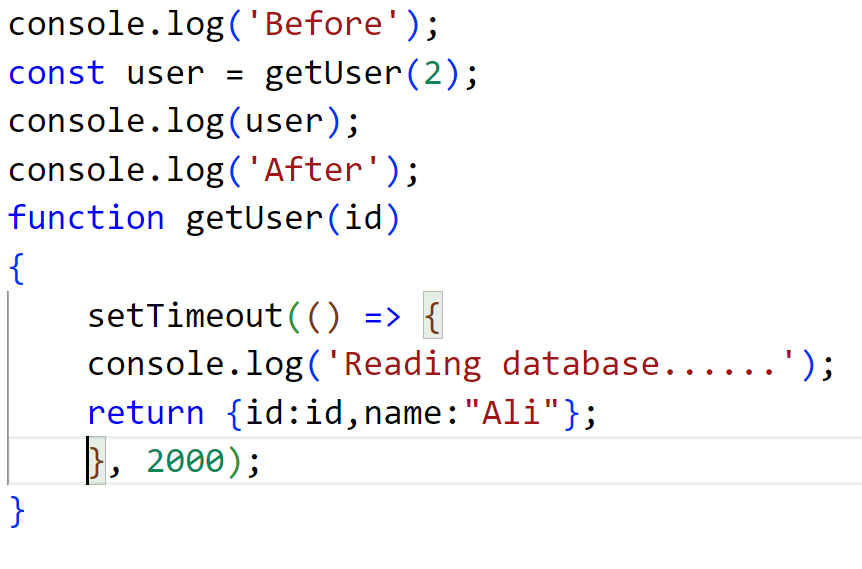 console.log('Before');
const user = getUser(2);
console.log(user);
console.log('After');
function getUser(id)
{
    setTimeout(() => {
    console.log('Reading database......');
    return {id:id,name:"Ali"};
    }, 2000);
}